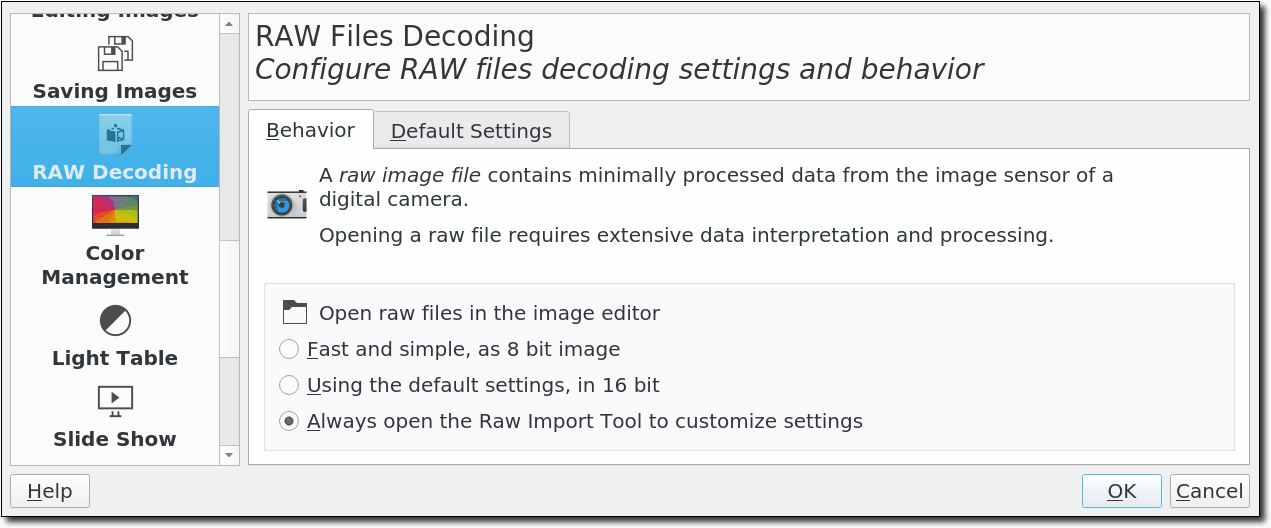 Editing Images
Saving Images
RAW Decoding
Color
Management
Light Table
Slide Show
RAW Files Decoding
Configure RAW files decoding settings and behavior
Behavior
Default Settings
A raw image file contains minimally processed data from the image sensor of a
digital camera.
Opening a raw file requires extensive data interpretation and processing.
Open raw files in the image editor
Fast and simple, as 8 bit image
Using the default settings, in 16 bit
Always open the Raw Import Tool to customize settings
Help
OK
Cancel